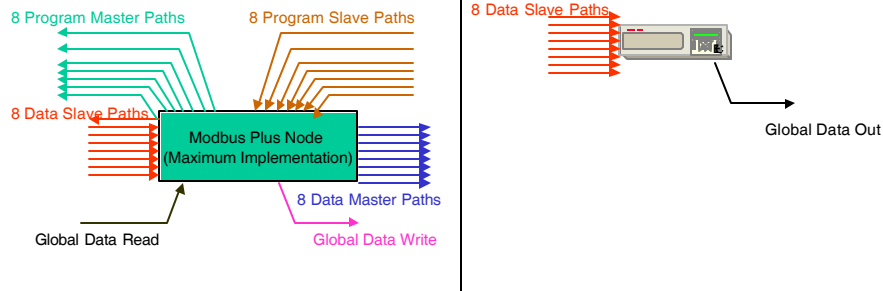 8 Program Master Paths
8 Program Slave Paths
8 Data Slave Paths
Modbus Plus Node
(Maximum Implementation)
8 Data Master Paths
Global Data Read
Global Data Write
8 Data Slave Paths
Global Data Out